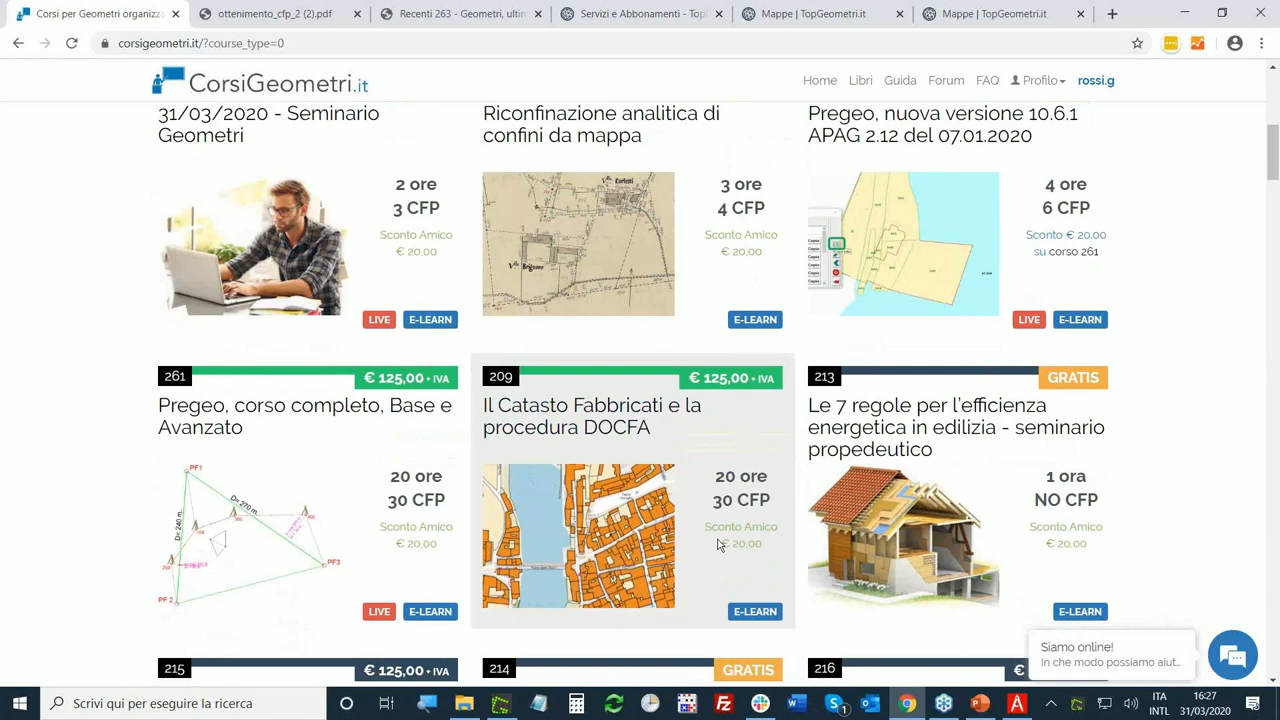 Corsi per Geometri organizza
ottenimento_cfp_2 (2).pdf
Recenti 263 - Geometri, ultim
Servizi e Abbonamenti - Top
Mappe | TopGeometri.it
Mappe | TopGeometri.it
corsigeometri.it/?course_type=0
CorsiGeometri.it
Home Libri Guida Forum FAQ Profilo rossi.g
31/03/2020 - Seminario
Geometri
2 ore
3 CFP
Sconto Amico
€ 20,00
LIVE E-LEARN
Riconfinazione analitica di
confini da mappa
3 ore
4 CFP
Sconto Amico
€ 20,00
E-LEARN
Pregeo, nuova versione 10.6.1
APAG 2.12 del 07.01.2020
4 ore
6 CFP
Sconto € 20,00
su corso 261
LIVE E-LEARN
261 € 125,00 + IVA
Pregeo, corso completo, Base e
Avanzato
PF1
D= 270 m.
D= 240 m.
PF3
PF 2
20 ore
30 CFP
Sconto Amico
€ 20,00
LIVE E-LEARN
209 € 125,00 + IVA
Il Catasto Fabbricati e la
procedura DOCFA
20 ore
30 CFP
Sconto Amico
€ 20,00
E-LEARN
213 GRATIS
Le 7 regole per l'efficienza
energetica in edilizia - seminario
propedeutico
1 ora
NO CFP
Sconto Amico
€ 20,00
E-LEARN
215 € 125,00 + IVA
214 GRATIS
216 €
Siamo online!
In che modo possiamo aiut...
Scrivi qui per eseguire la ricerca
ITA
INTL
16:27
31/03/2020